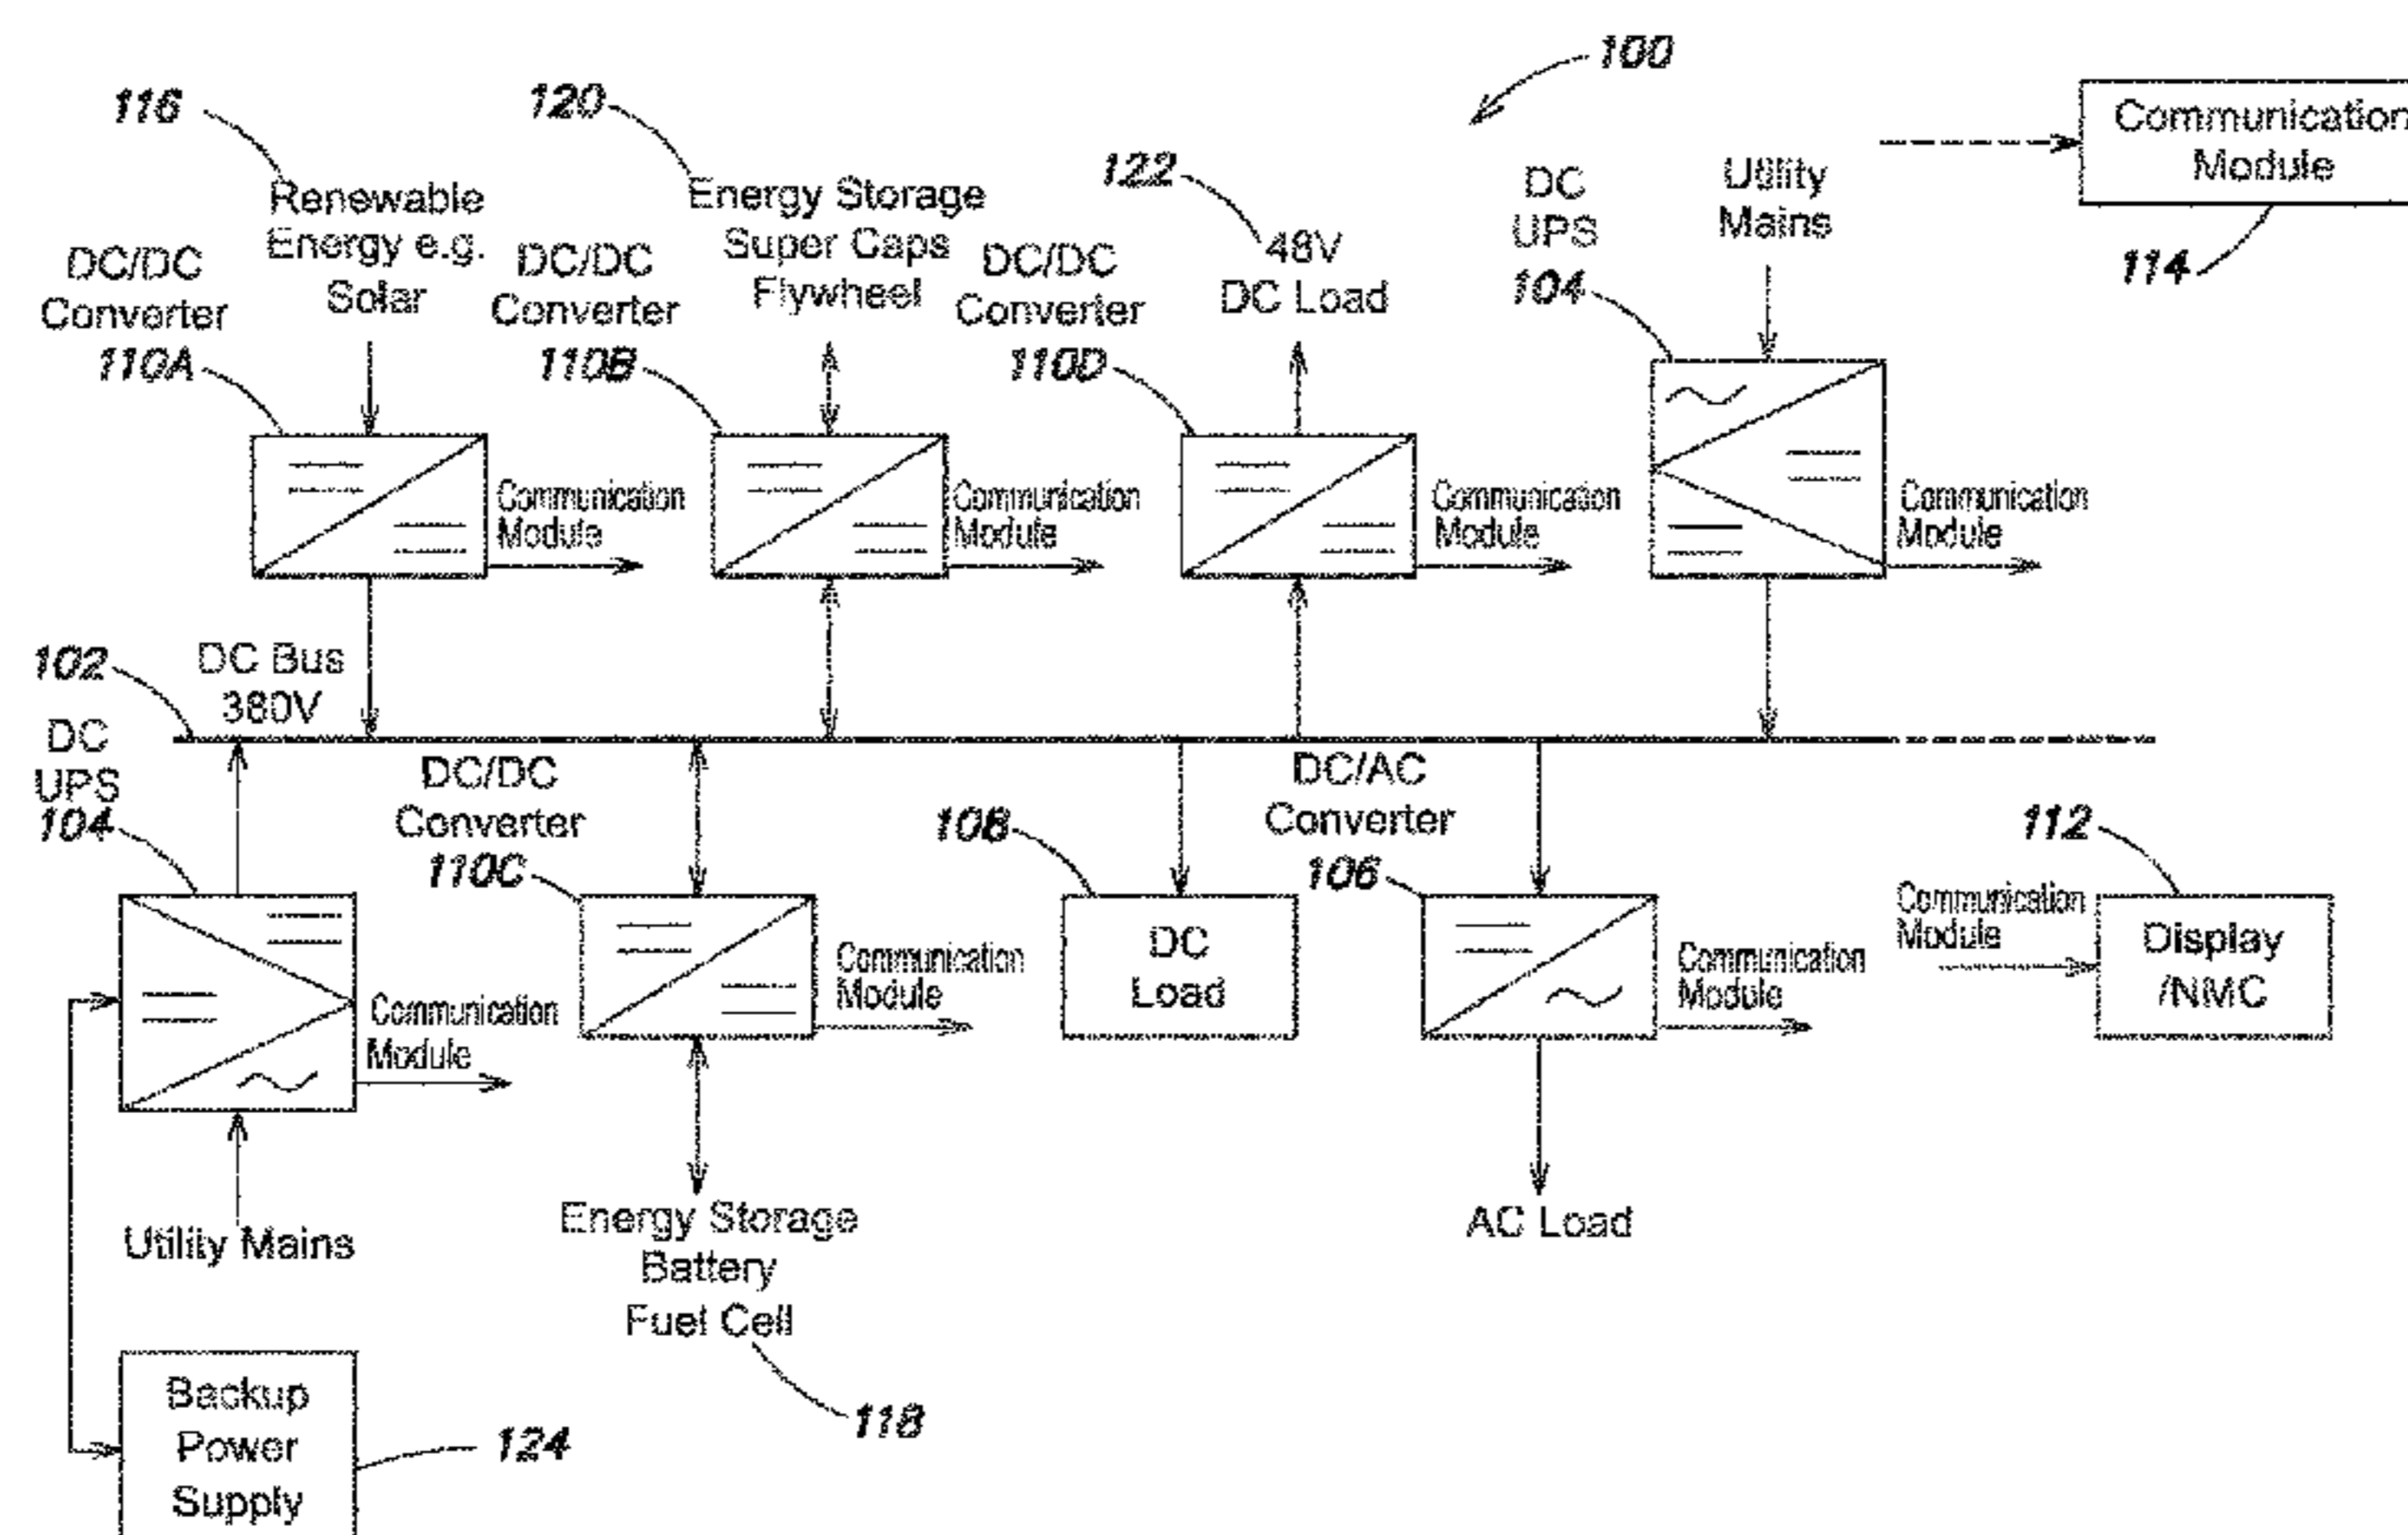 100
116
Renewable
Energy e.g.
Solar
120
Energy Storage
Super Caps
Flywheel
122
48V
DC Load
DC
UPS
104
Utility
Mains
Communication
Module
114
DC/DC
Converter
110A
DC/DC
Converter
110B
DC/DC
Converter
110D
Communication
Module
Communication
Module
Communication
Module
Communication
Module
102
DC Bus
380V
DC
UPS
104
DC/DC
Converter
110C
108
DC
Load
DC/AC
Converter
106
112
Communication
Module
Display
/NMC
Communication
Module
Communication
Module
Communication
Module
Utility Mains
Energy Storage
Battery
Fuel Cell
118
AC Load
Backup
Power
Supply
124